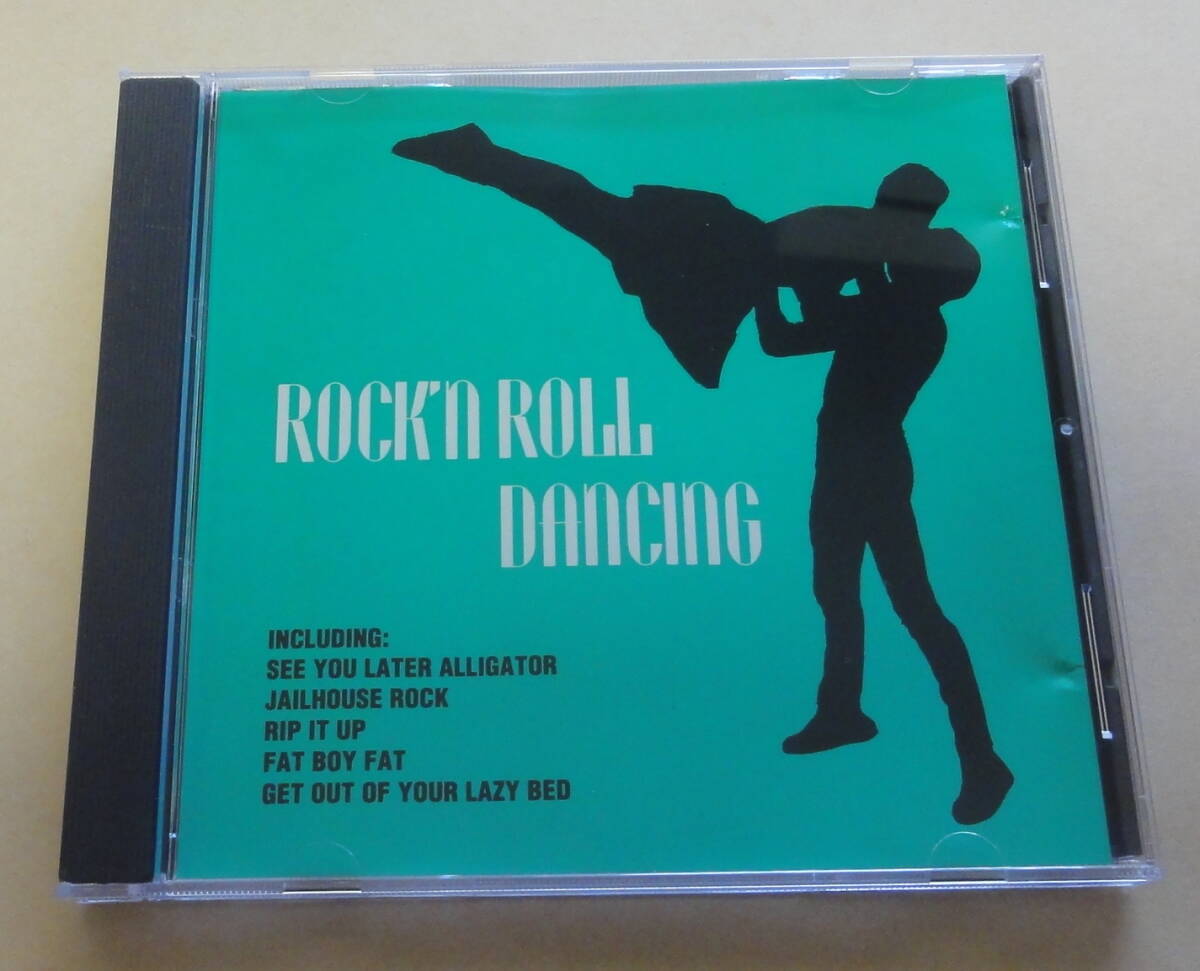 ROCK'N ROLL
DANCING
INCLUDING:
SEE YOU LATER ALLIGATOR
JAILHOUSE ROCK
RIP IT UP
FAT BOY FAT
GET OUT OF YOUR LAZY BED